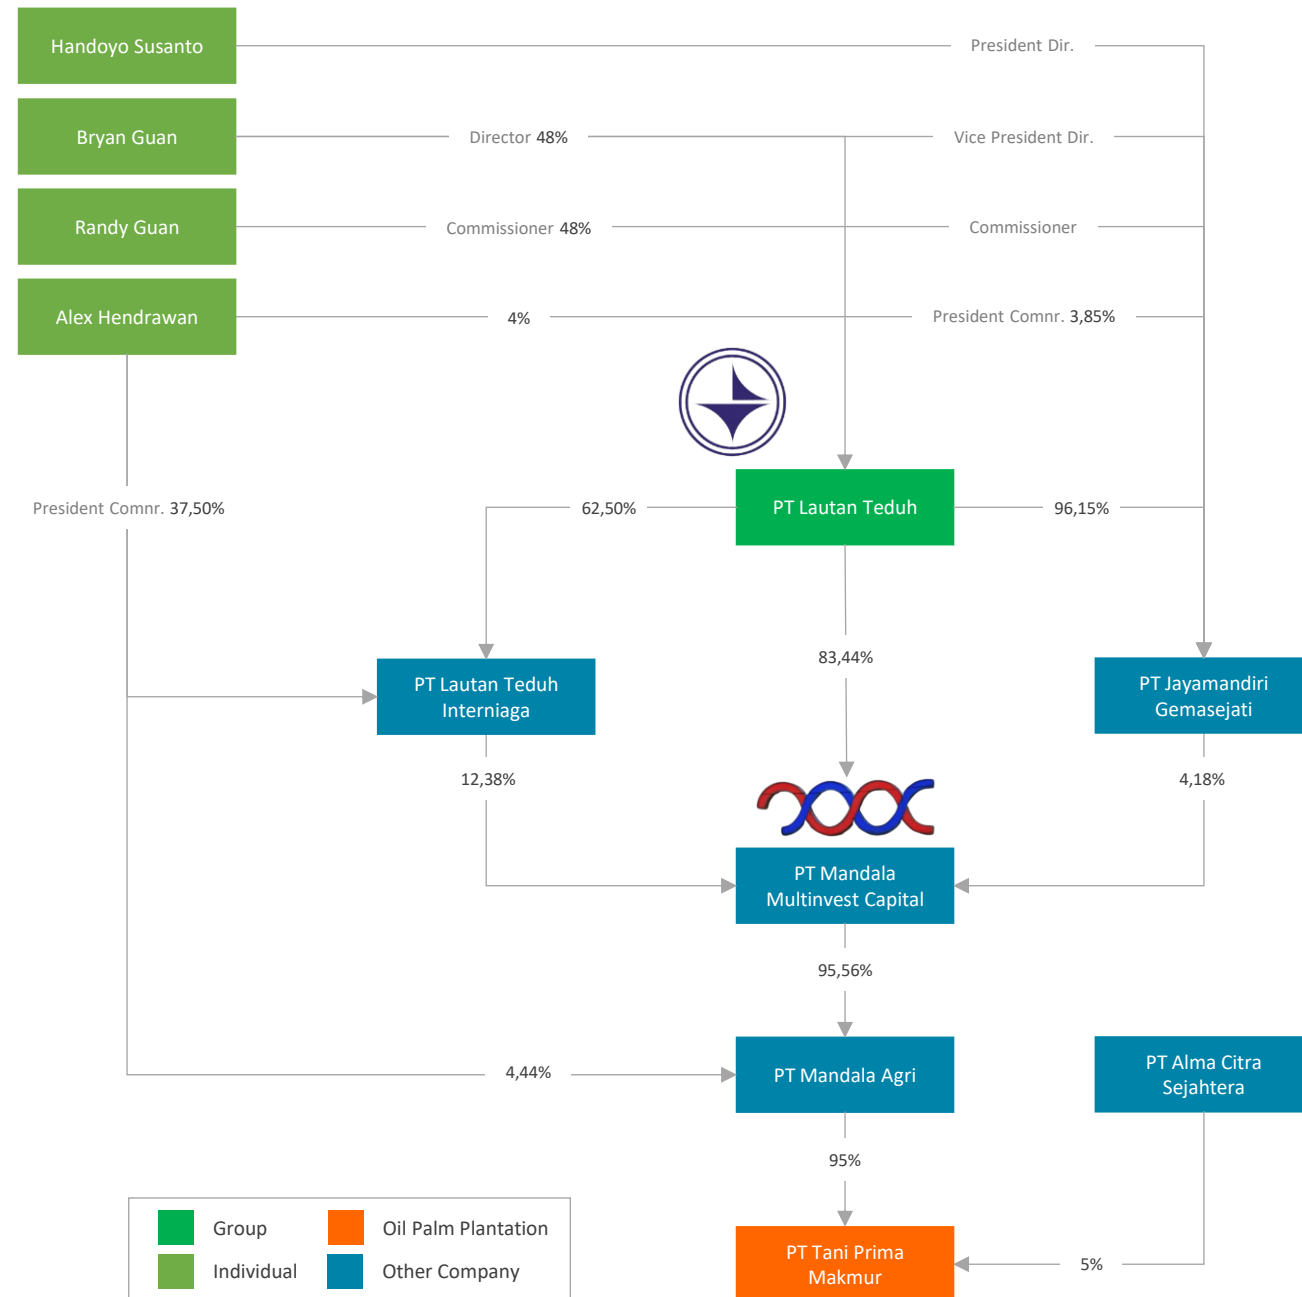 Handoyo Susanto
President Dir.
Bryan Guan
Director 48%
Vice President Dir.
Randy Guan
Commissioner 48%
Commissioner
Alex Hendrawan
4%
President Comnr. 3,85%
President Comnr. 37,50%
62,50%
PT Lautan Teduh
96,15%
83,44%
PT Lautan Teduh
Interniaga
PT Jayamandiri
Gemasejati
12,38%
4,18%
PT Mandala
Multinvest Capital
95,56%
4,44%
PT Mandala Agri
PT Alma Citra
Sejahtera
95%
Group
Oil Palm Plantation
Individual
Other Company
PT Tani Prima
Makmur
5%